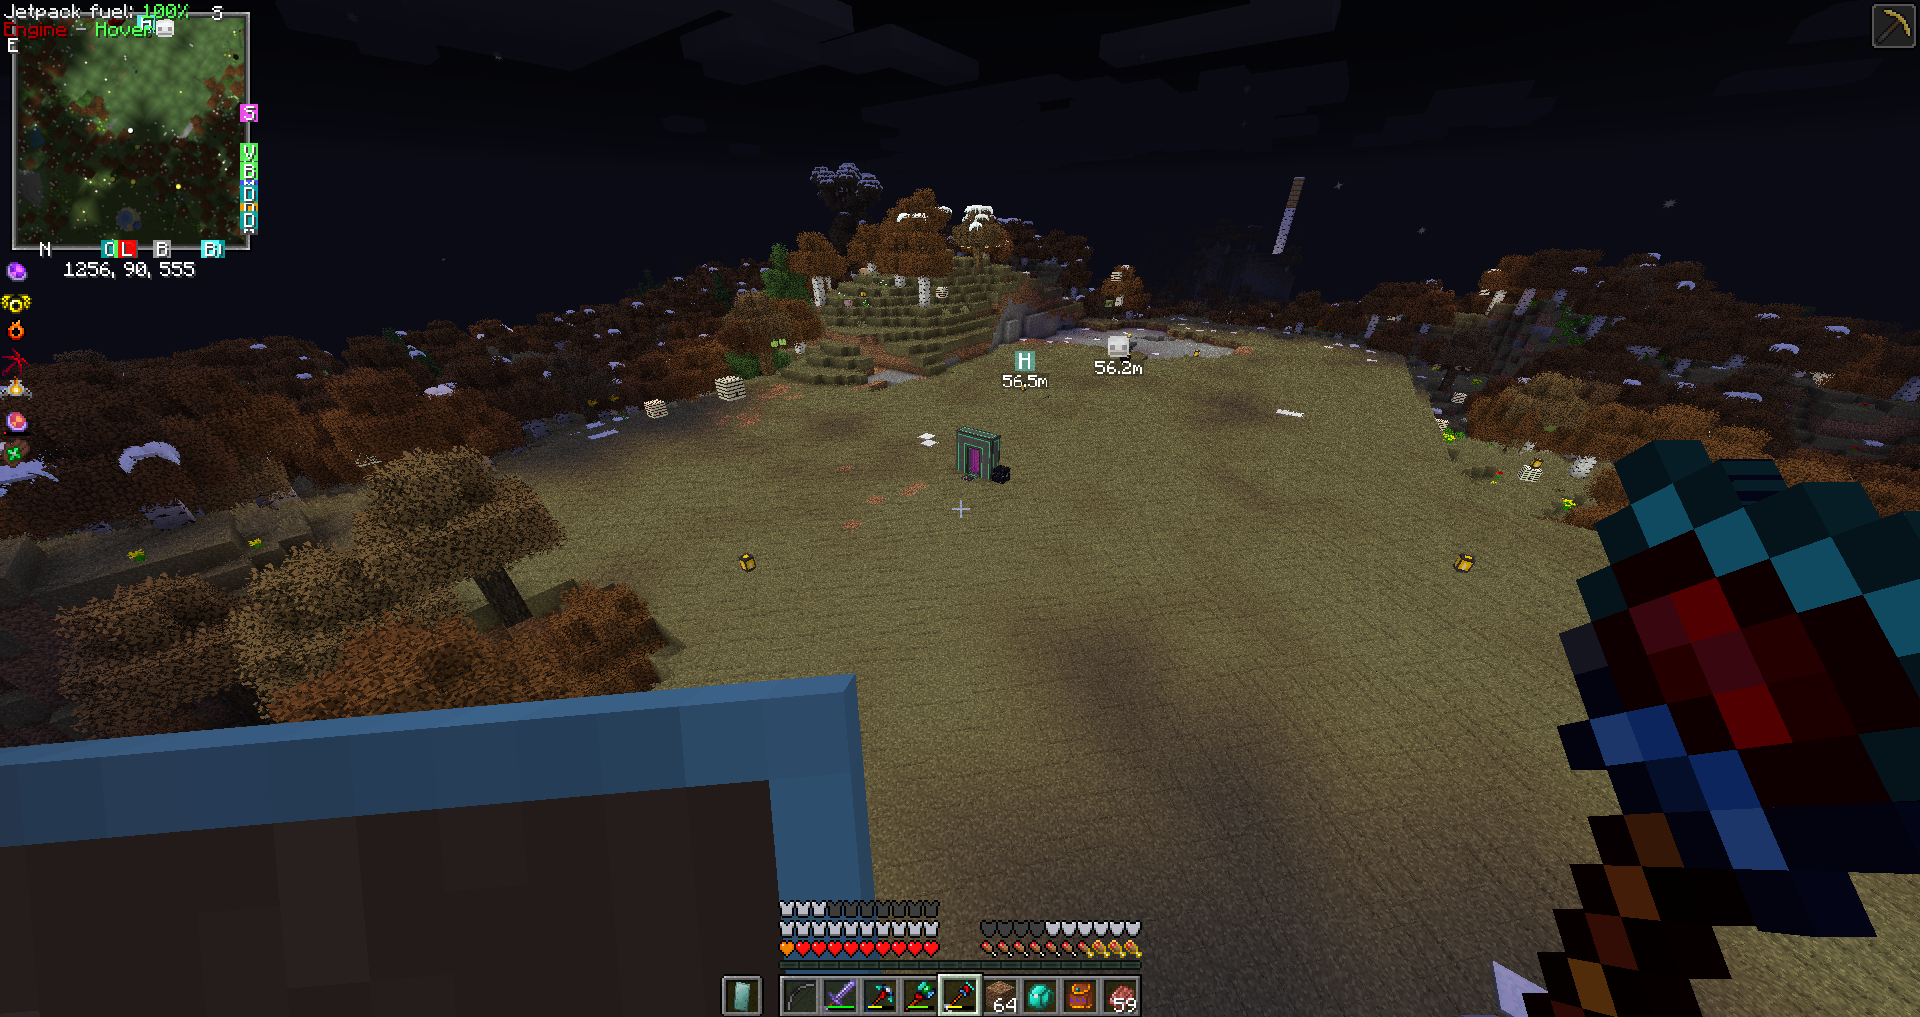 Jetpack fuel: 100% S
Engine - Hover
E
S
V
B
D
D
N L B B
1256, 90, 555
H
56.5m
56.2m
64
59